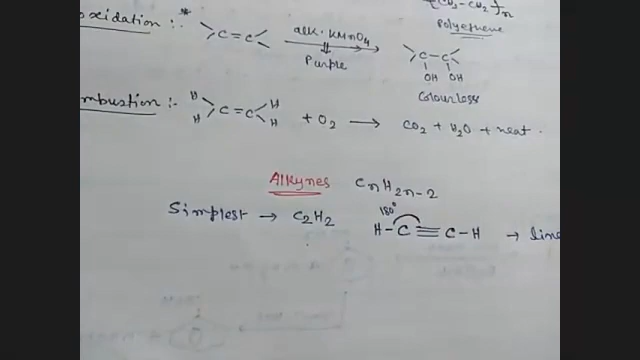 -(CH2-CH2-)n
Polyethene
oxidation :- * >C=C< alk. KMnO4 Purple >C-C< OH OH
Colourless
mbustion :- H H C=C H H + O2 → CO2 + H2O + heat.
Alkynes CnH2n-2
Simplest → C2H2 180° H-C≡C-H → line